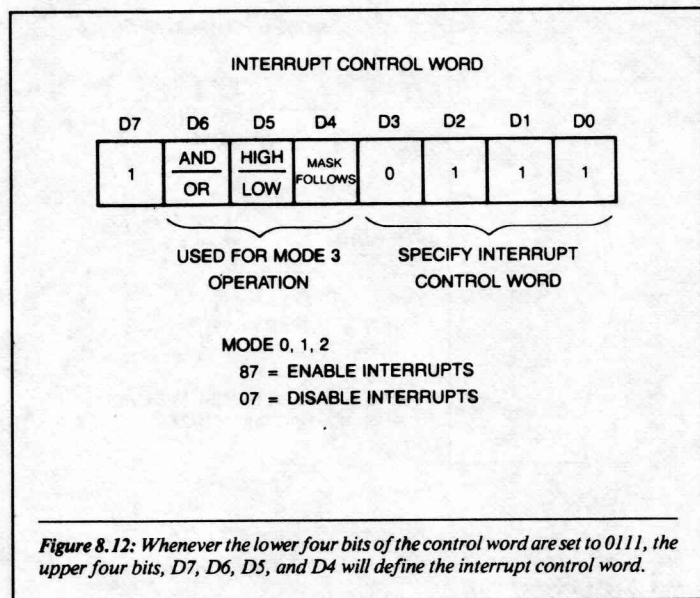 INTERRUPT CONTROL WORD
D7 D6 D5 D4 D3 D2 D1 D0
1 AND OR HIGH LOW MASK FOLLOWS 0 1 1 1
USED FOR MODE 3 OPERATION
SPECIFY INTERRUPT CONTROL WORD
MODE 0, 1, 2
87 = ENABLE INTERRUPTS
07 = DISABLE INTERRUPTS
Figure 8.12: Whenever the lower four bits of the control word are set to 0111, the
upper four bits, D7, D6, D5, and D4 will define the interrupt control word.